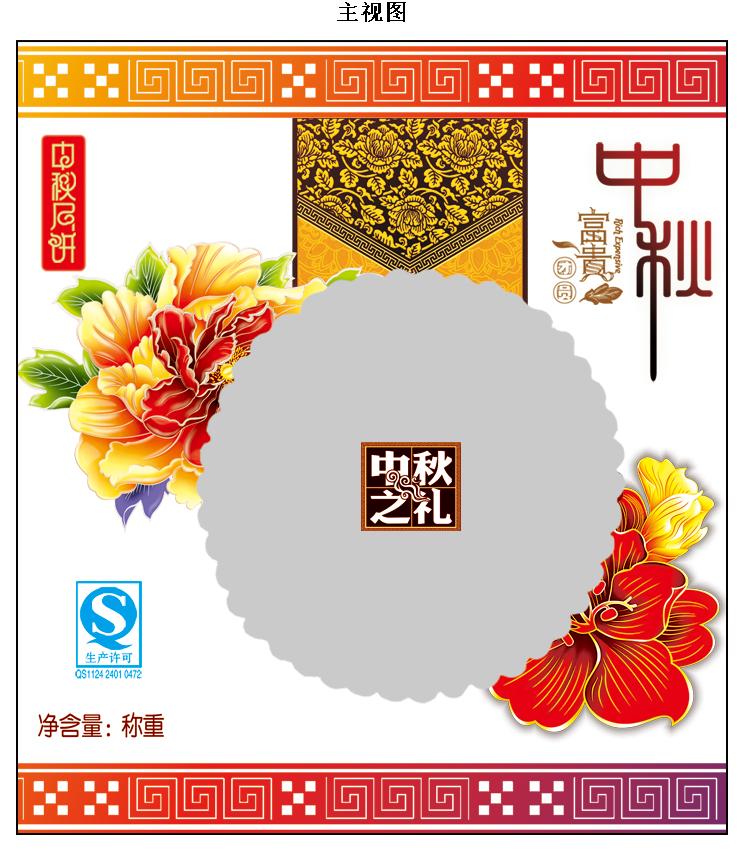 主视图
中秋月饼
中秋
富贵
Rich Expensive
团圆
中秋
之礼
生产许可
QS1124 2401 0472
净含量：称重